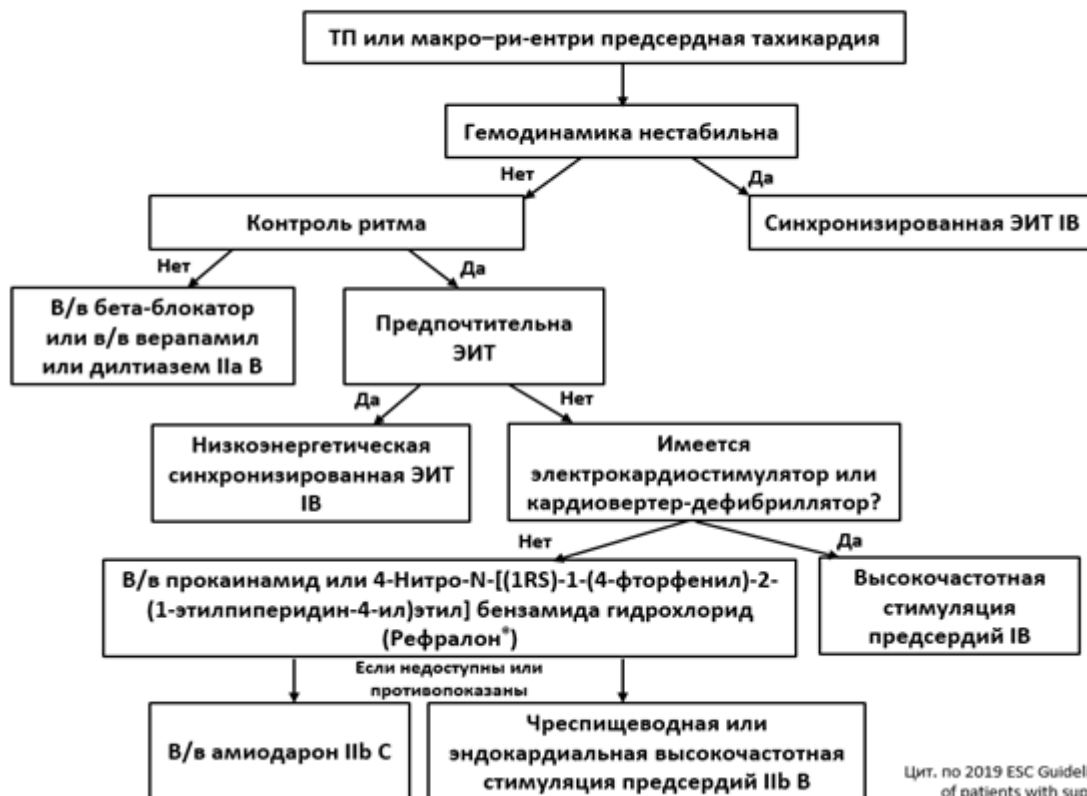 ТП или макро–ри-ентри предсердная тахикардия
Гемодинамика нестабильна
Нет
Да
Контроль ритма
Синхронизированная ЭИТ IB
Нет
Да
В/в бета-блокатор
или в/в верапамил
или дилтиазем IIa B
Предпочтительна
ЭИТ
Да
Нет
Низкоэнергетическая
синхронизированная ЭИТ
IB
Имеется
электрокардиостимулятор или
кардиовертер-дефибриллятор?
Нет
Да
В/в прокаинамид или 4-Нитро-N-[(1RS)-1-(4-фторфенил)-2-
(1-этилпиперидин-4-ил)этил] бензамида гидрохлорид
(Рефралон®)
Высокочастотная
стимуляция
предсердий IB
Если недоступны или
противопоказаны
В/в амиодарон IIb C
Чреспищеводная или
эндокардиальная высокочастотная
стимуляция предсердий IIb B
Цит. по 2019 ESC Guideli
of patients with sup